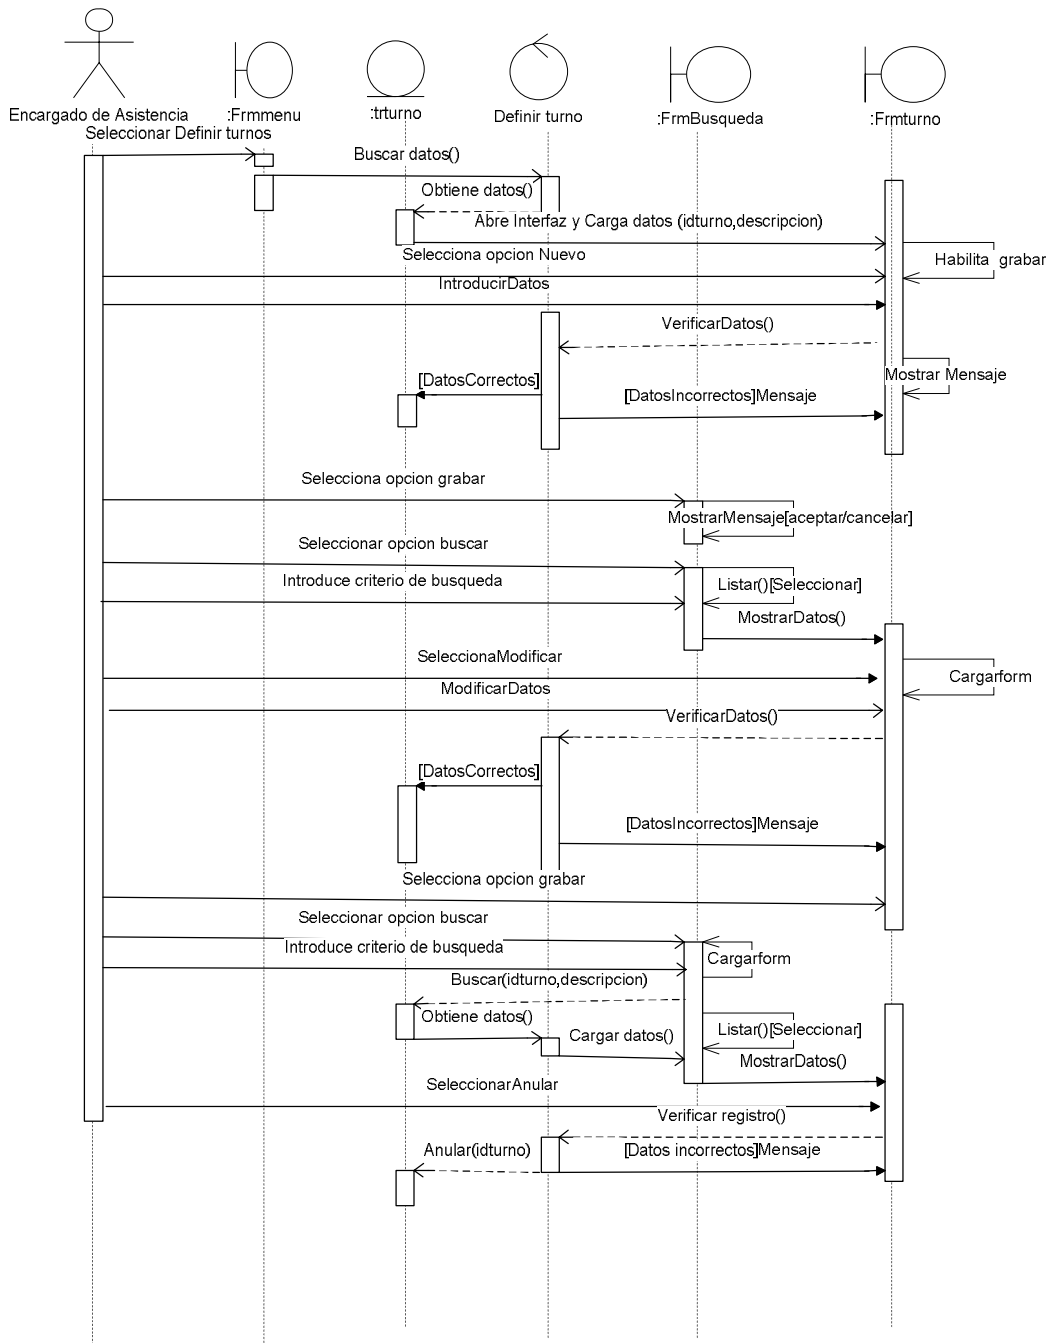 Encargado de Asistencia
:Frmmenu
:trturno
Definir turno
:FrmBusqueda
:Frmturno
Seleccionar Definir turnos
Buscar datos()
Obtiene datos()
Abre Interfaz y Carga datos (idturno,descripcion)
Selecciona opcion Nuevo
Habilita grabar
IntroducirDatos
VerificarDatos()
Mostrar Mensaje
[DatosCorrectos]
[DatosIncorrectos]Mensaje
Selecciona opcion grabar
MostrarMensaje[aceptar/cancelar]
Seleccionar opcion buscar
Introduce criterio de busqueda
Listar()[Seleccionar]
MostrarDatos()
SeleccionaModificar
Cargarform
ModificarDatos
VerificarDatos()
[DatosCorrectos]
[DatosIncorrectos]Mensaje
Selecciona opcion grabar
Seleccionar opcion buscar
Introduce criterio de busqueda
Cargarform
Buscar(idturno,descripcion)
Obtiene datos()
Cargar datos()
Listar()[Seleccionar]
MostrarDatos()
SeleccionarAnular
Verificar registro()
Anular(idturno)
[Datos incorrectos]Mensaje